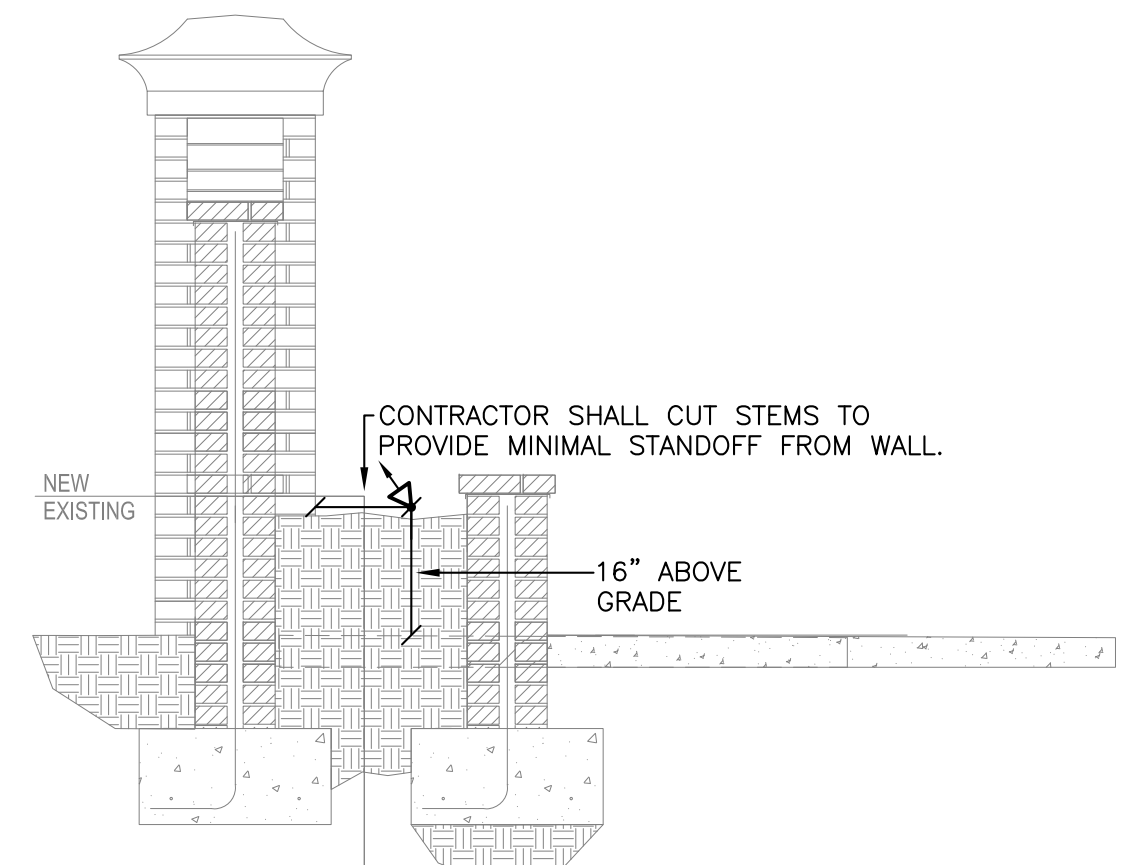 CONTRACTOR SHALL CUT STEMS TO
PROVIDE MINIMAL STANDOFF FROM WALL.
NEW
EXISTING
16” ABOVE
GRADE